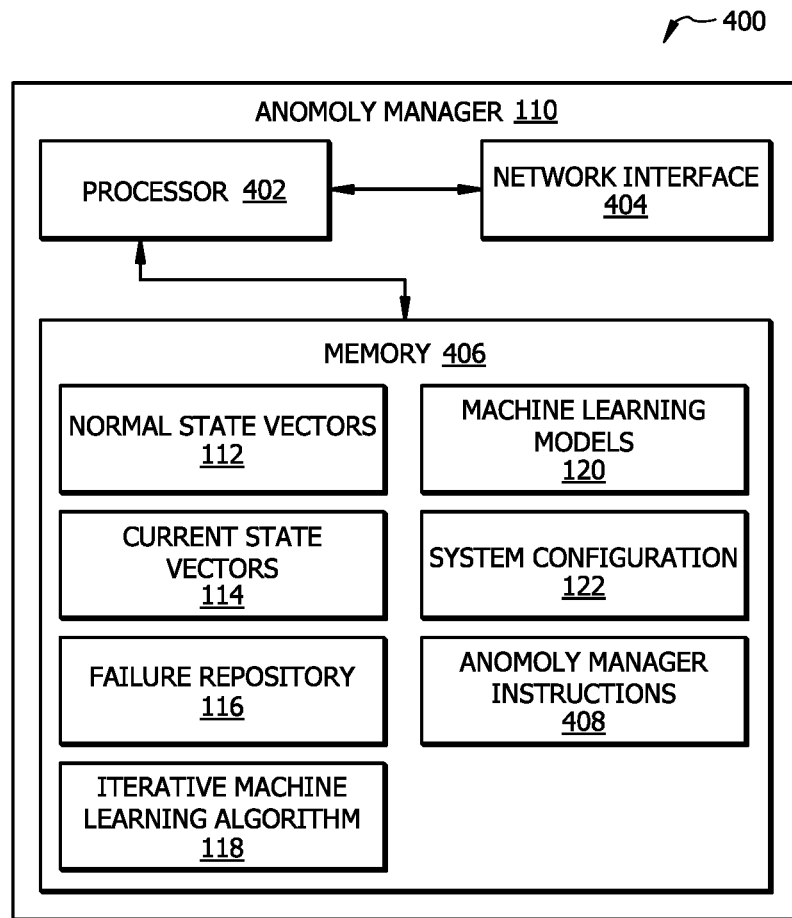 400
ANOMOLY MANAGER 110
PROCESSOR 402
NETWORK INTERFACE
404
MEMORY 406
NORMAL STATE VECTORS
112
MACHINE LEARNING
MODELS
120
CURRENT STATE
VECTORS
114
SYSTEM CONFIGURATION
122
FAILURE REPOSITORY
116
ANOMOLY MANAGER
INSTRUCTIONS
408
ITERATIVE MACHINE
LEARNING ALGORITHM
118